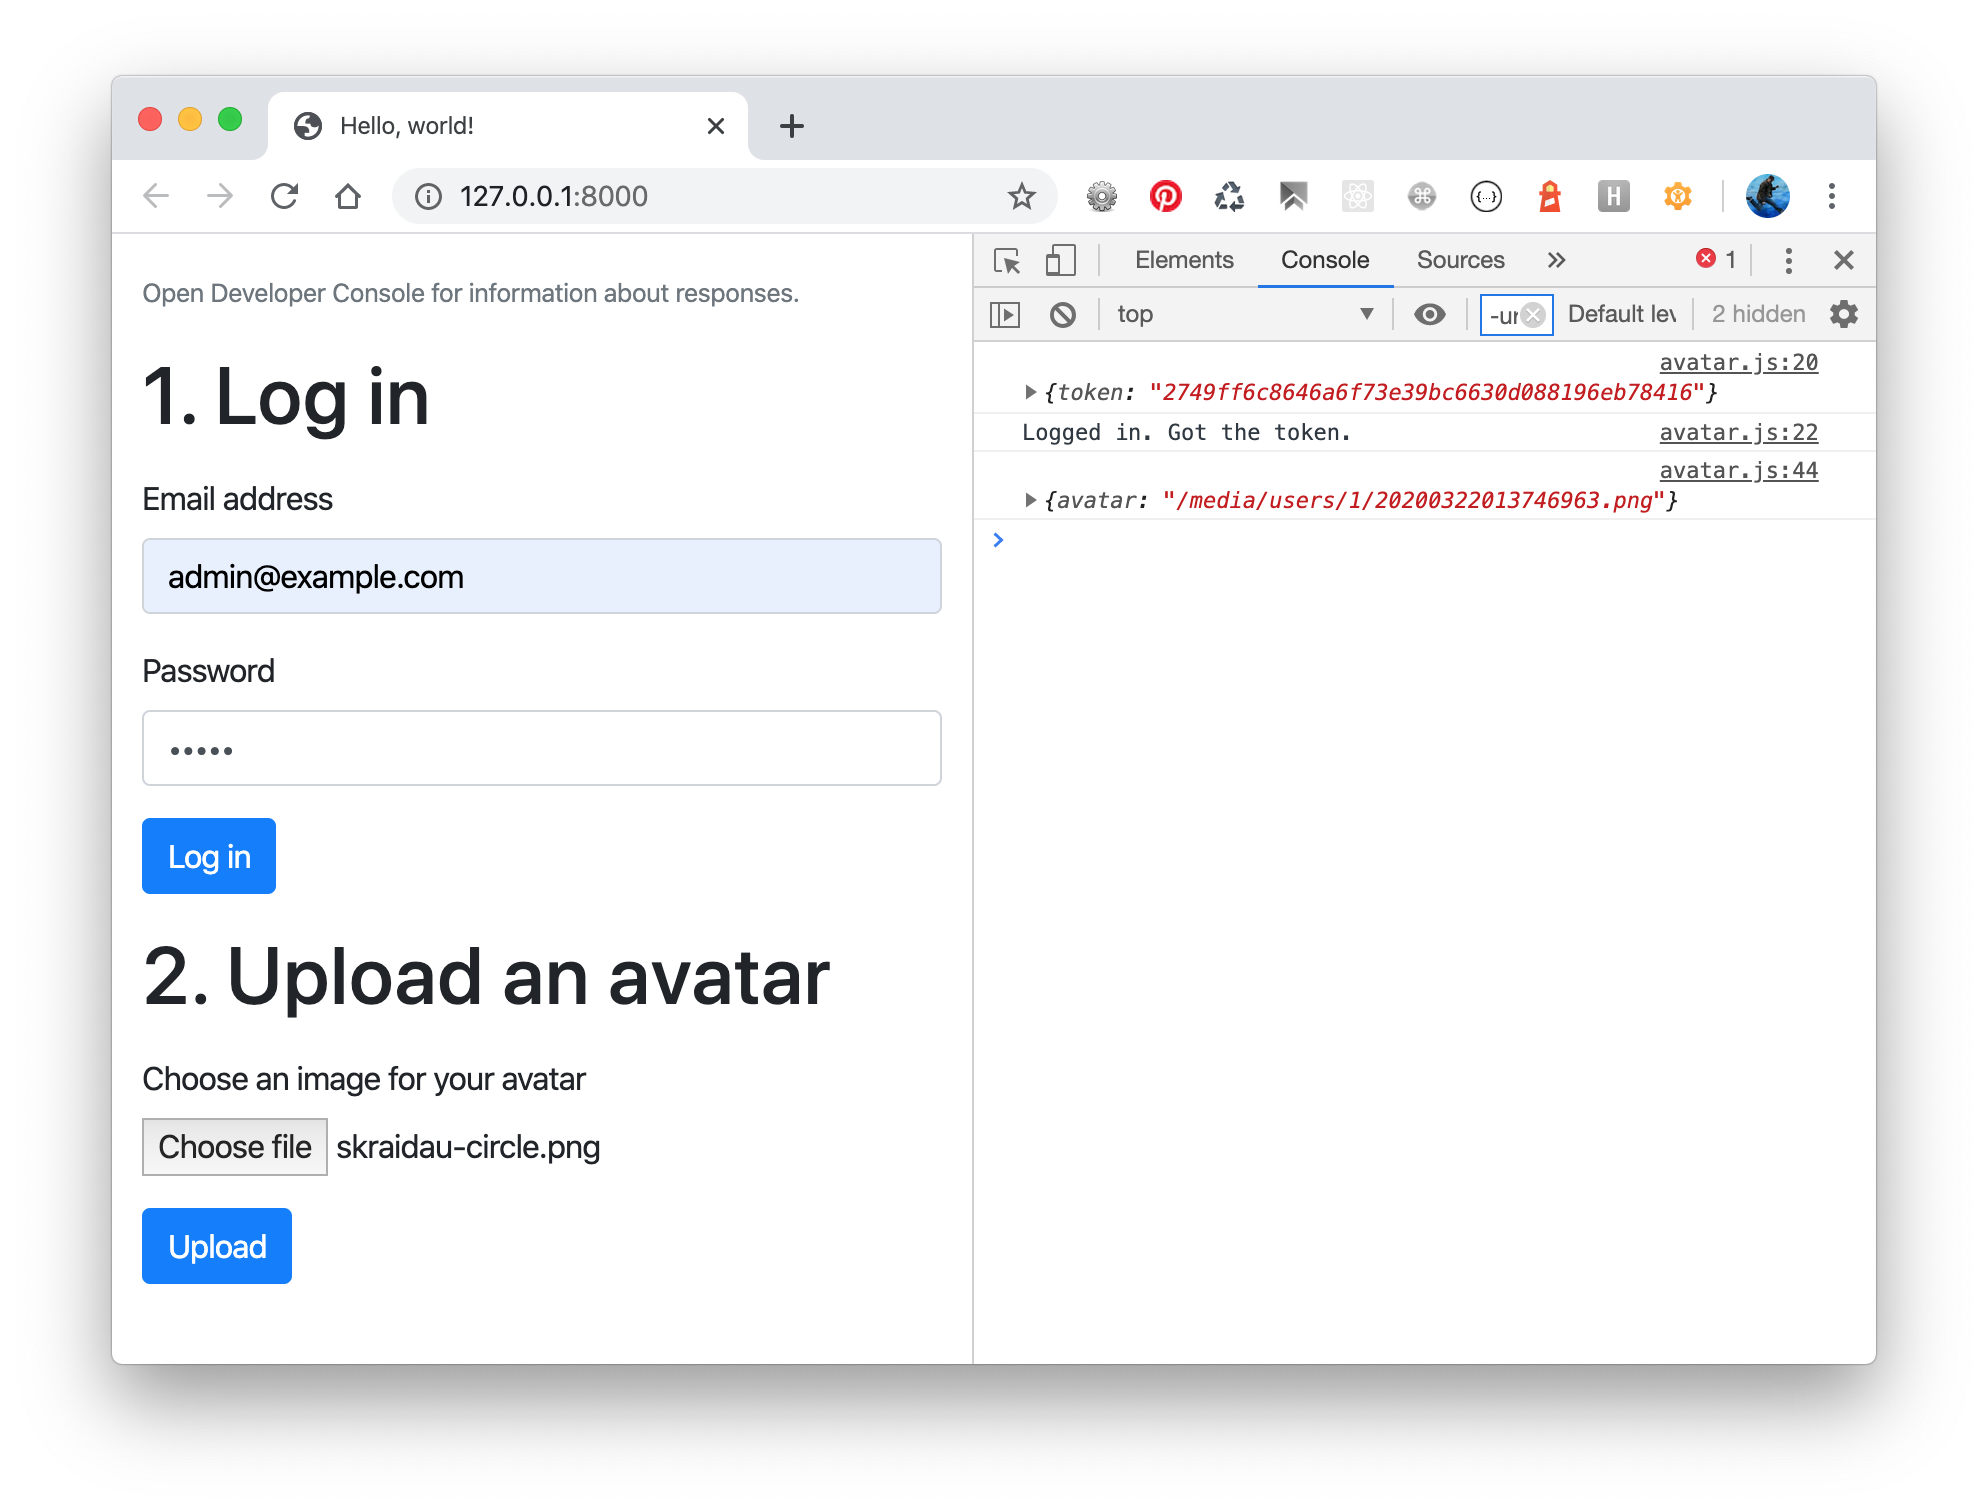 Hello, world!
127.0.0.1:8000
H
Open Developer Console for information about responses.
1. Log in
Email address
admin@example.com
Password
•••••
Log in
2. Upload an avatar
Choose an image for your avatar
Choose file skraidau-circle.png
Upload
Elements Console Sources » 1
top -ur Default lev 2 hidden
avatar.js:20
{token: "2749ff6c8646a6f73e39bc6630d088196eb78416"}
Logged in. Got the token. avatar.js:22
avatar.js:44
{avatar: "/media/users/1/20200322013746963.png"}